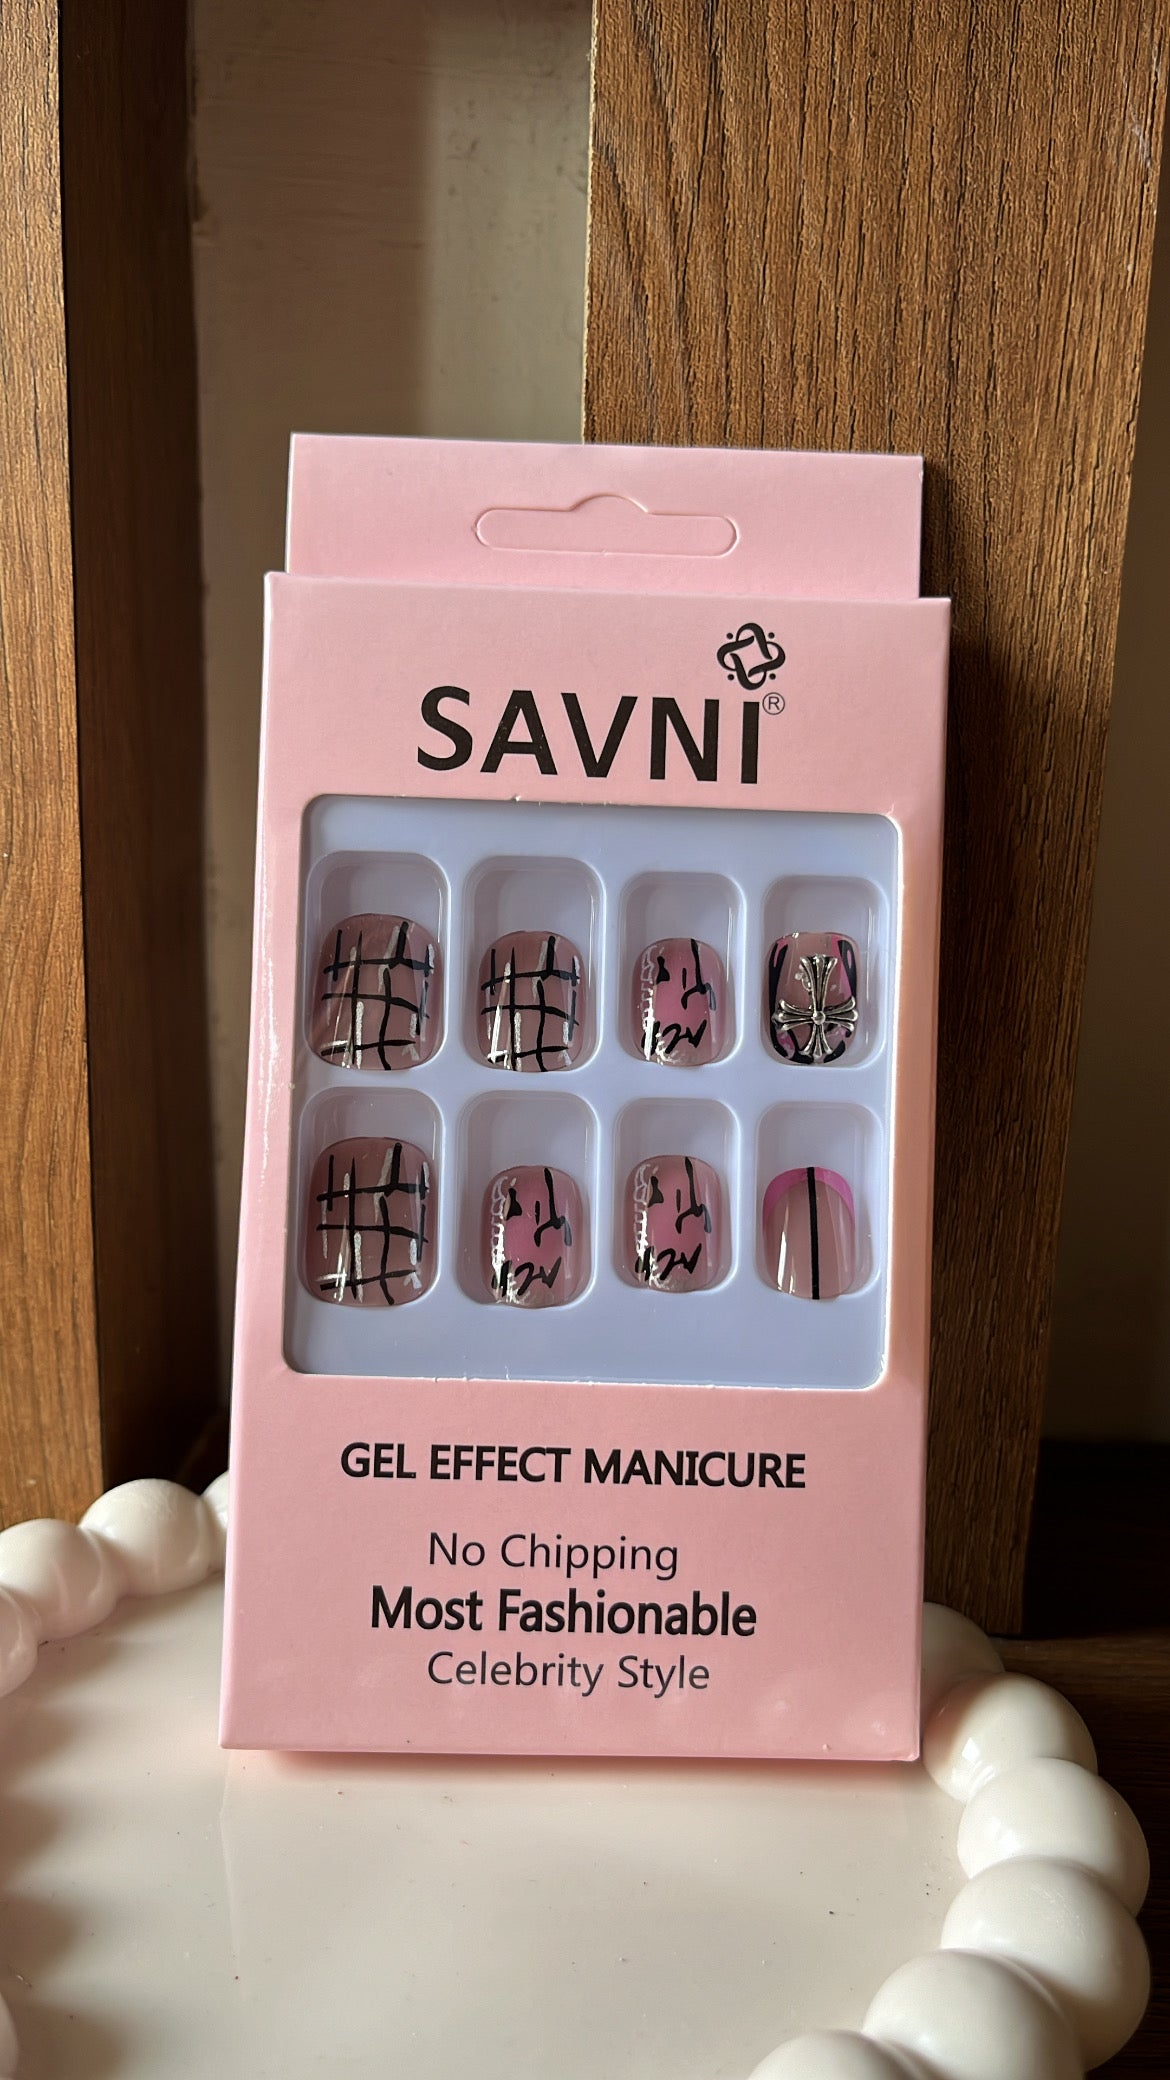 SAVNI®
GEL EFFECT MANICURE
No Chipping
Most Fashionable
Celebrity Style